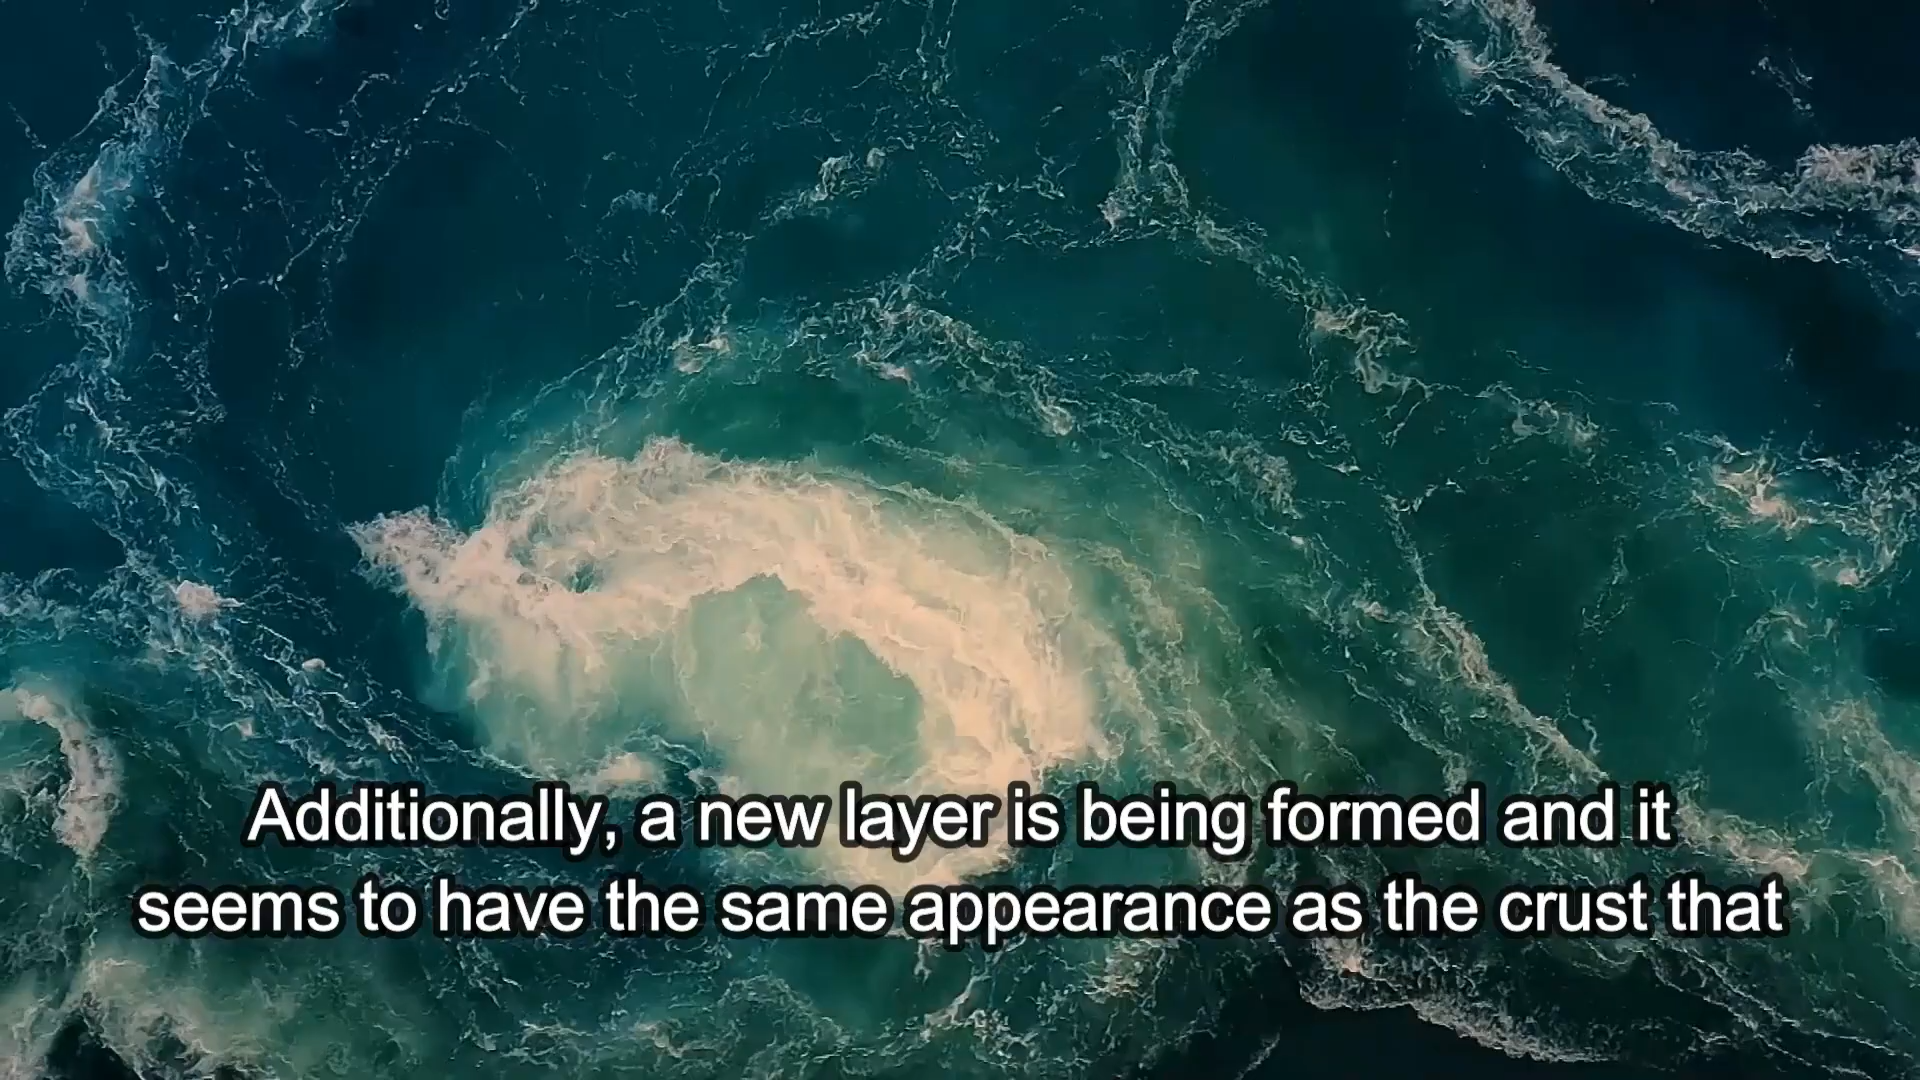 Additionally, a new layer is being formed and it
seems to have the same appearance as the crust that